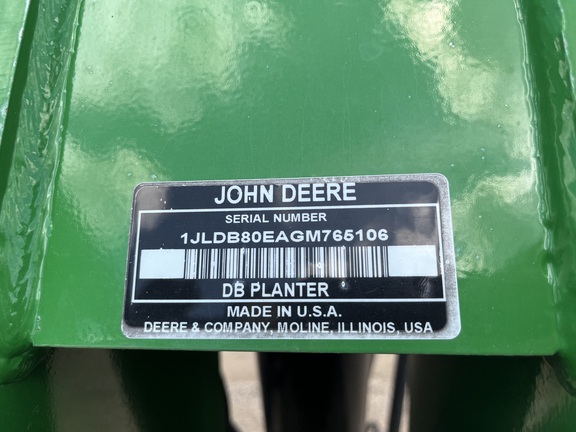 JOHN DEERE
SERIAL NUMBER
1JLDB80EAGM765106
DB PLANTER
MADE IN U.S.A.
DEERE & COMPANY, MOLINE, ILLINOIS, USA